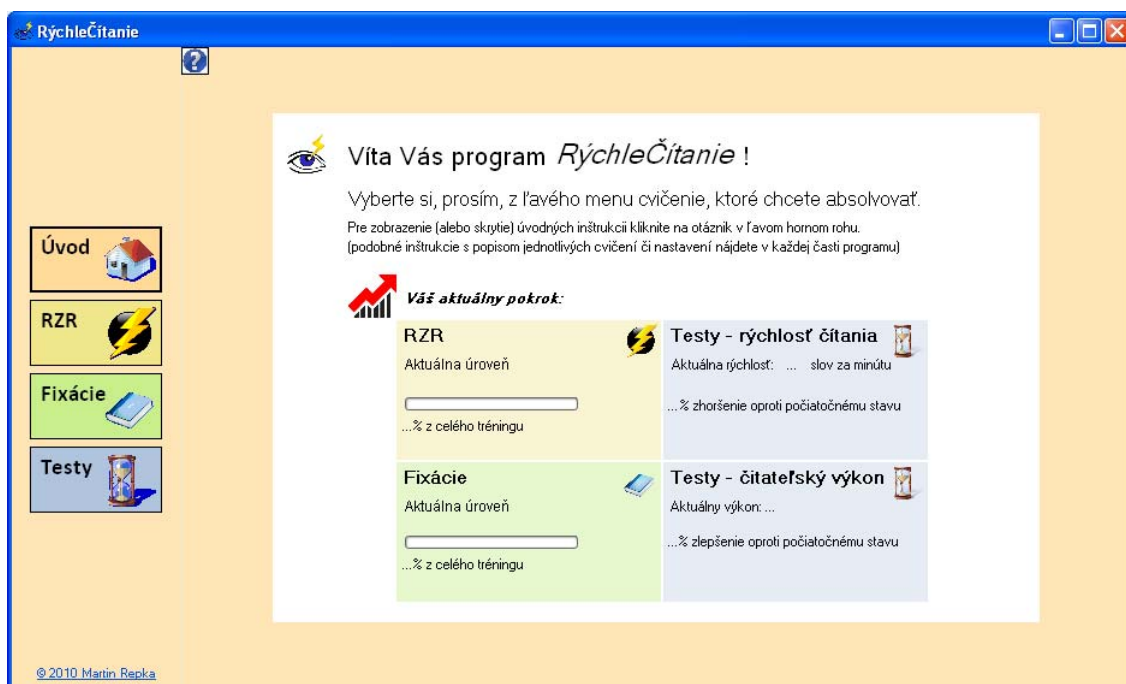 RýchleČítanie
Úvod
RZR
Fixácie
Testy
© 2010 Martin Repka
Víta Vás program RýchleČítanie !
Vyberte si, prosím, z ľavého menu cvičenie, ktoré chcete absolvovať.
Pre zobrazenie (alebo skrytie) úvodných inštrukcii kliknite na otáznik v ľavom hornom rohu.
(podobné inštrukcie s popisom jednotlivých cvičení či nastavení nájdete v každej časti programu)
Váš aktuálny pokrok:
RZR
Aktuálna úroveň
...% z celého tréningu
Testy - rýchlosť čítania
Aktuálna rýchlosť: ... slov za minútu
...% zhoršenie oproti počiatočnému stavu
Fixácie
Aktuálna úroveň
...% z celého tréningu
Testy - čitateľský výkon
Aktuálny výkon: ...
...% zlepšenie oproti počiatočnému stavu